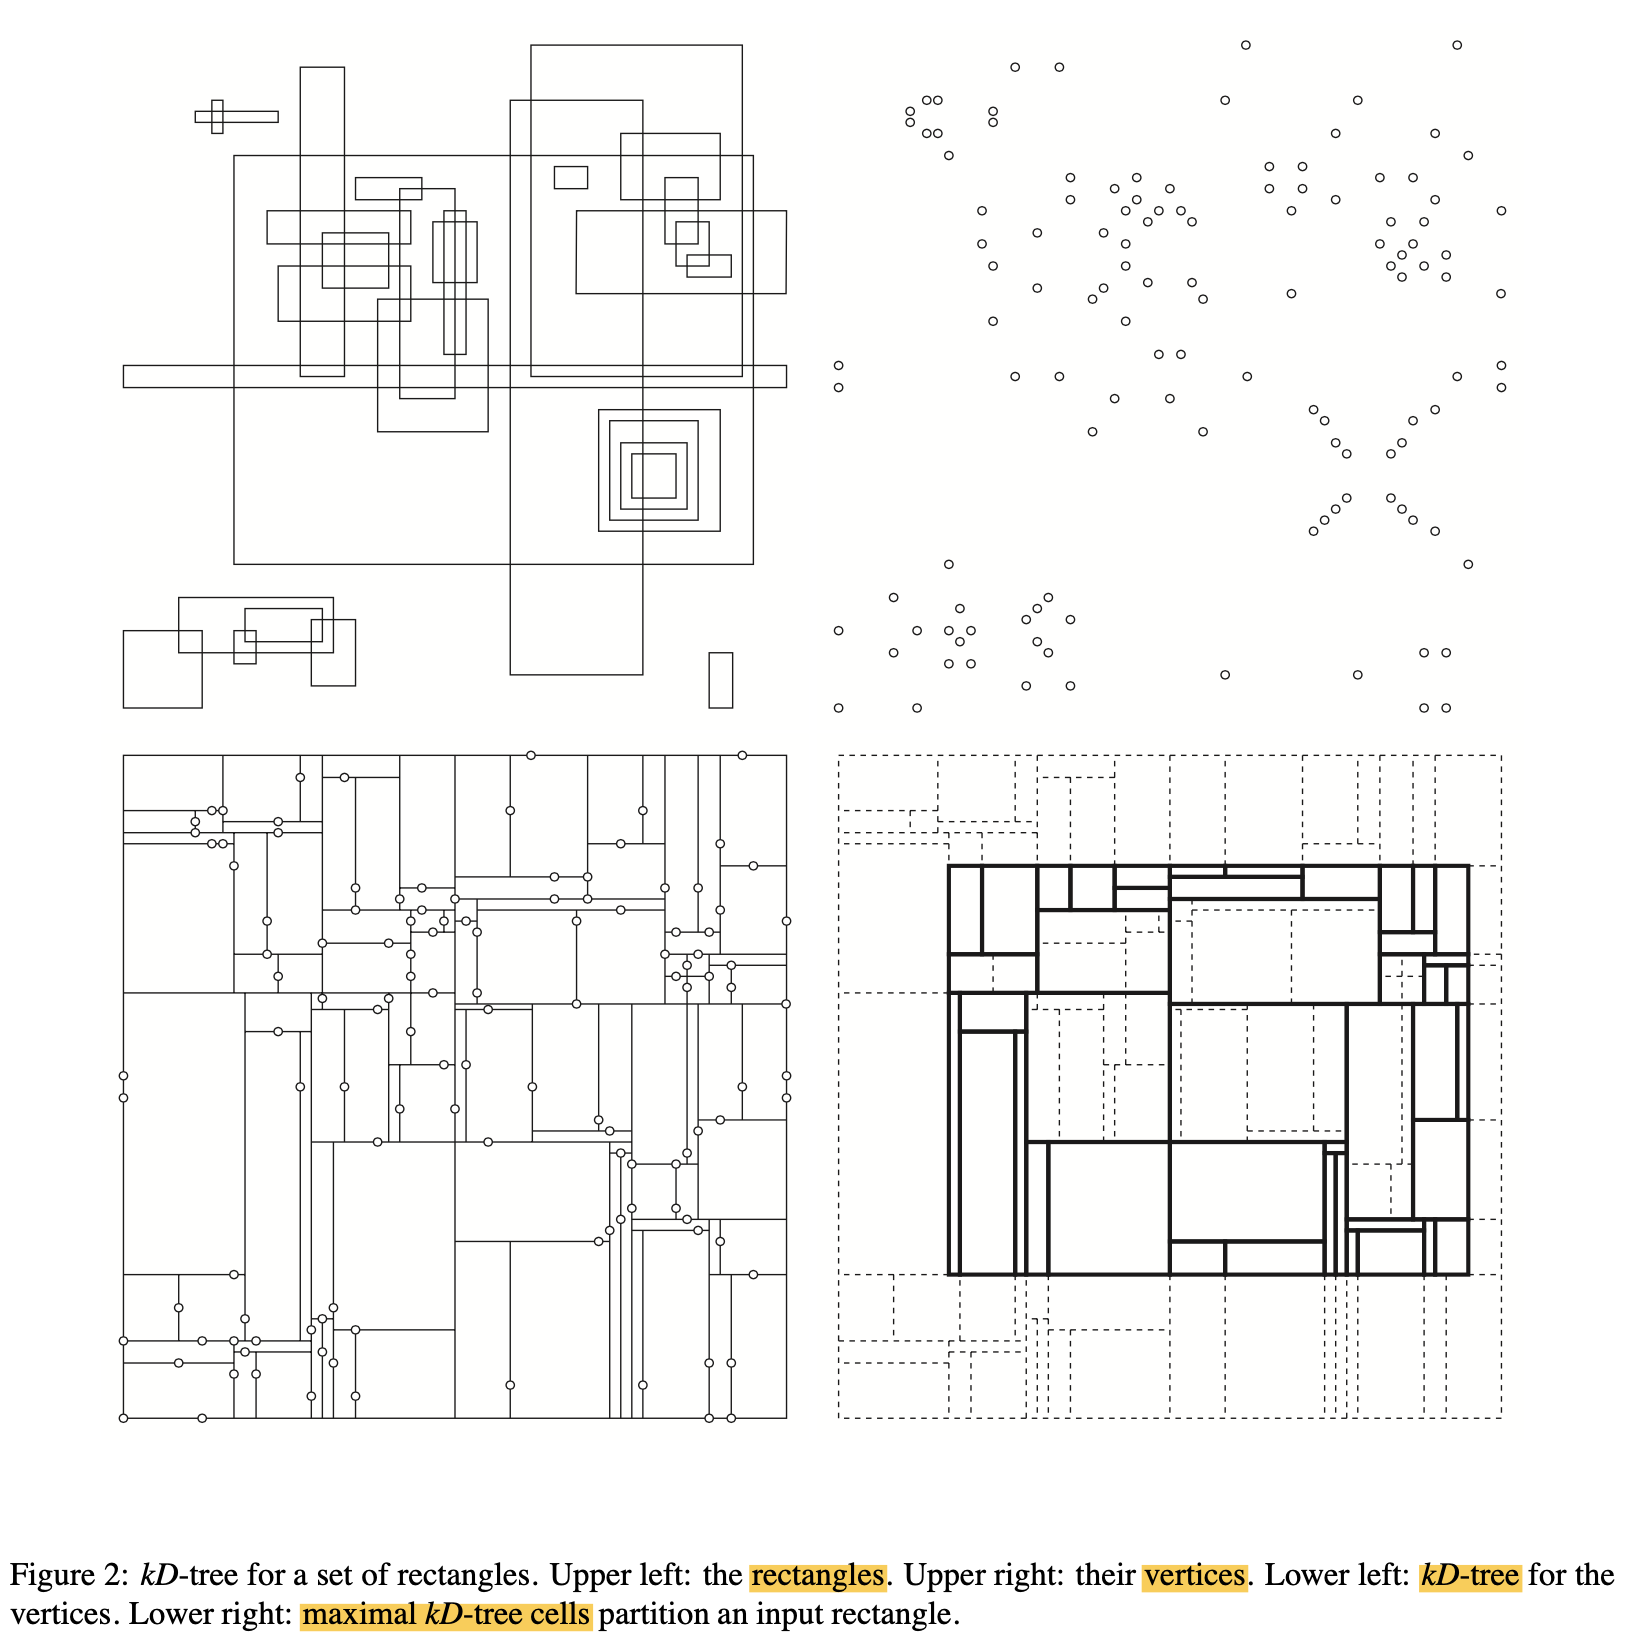 Figure 2: kD-tree for a set of rectangles. Upper left: the rectangles. Upper right: their vertices. Lower left: kD-tree for the
vertices. Lower right: maximal kD-tree cells partition an input rectangle.